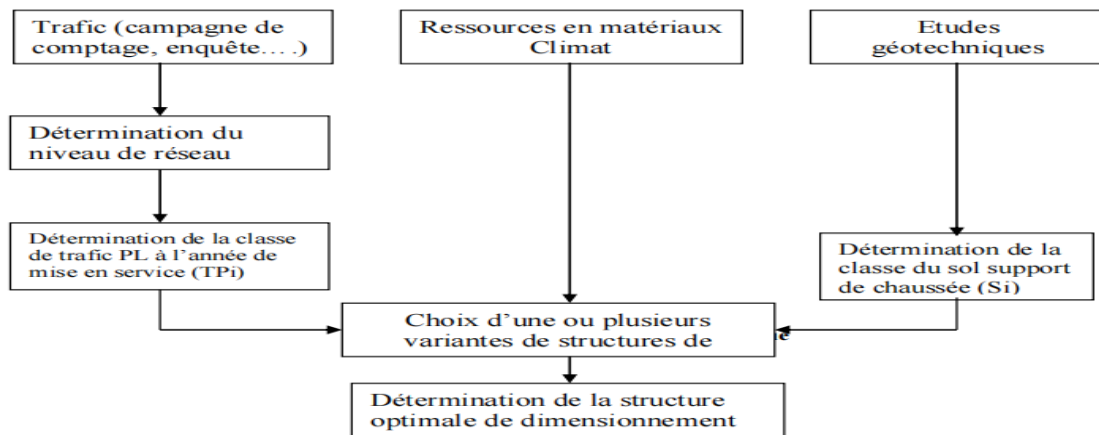 Trafic (campagne de
comptage, enquête….)
Ressources en matériaux
Climat
Etudes
géotechniques
Détermination du
niveau de réseau
Détermination de la classe
de trafic PL à l’année de
mise en service (TPi)
Détermination de la
classe du sol support
de chaussée (Si)
Choix d’une ou plusieurs
variantes de structures de
Détermination de la structure
optimale de dimensionnement